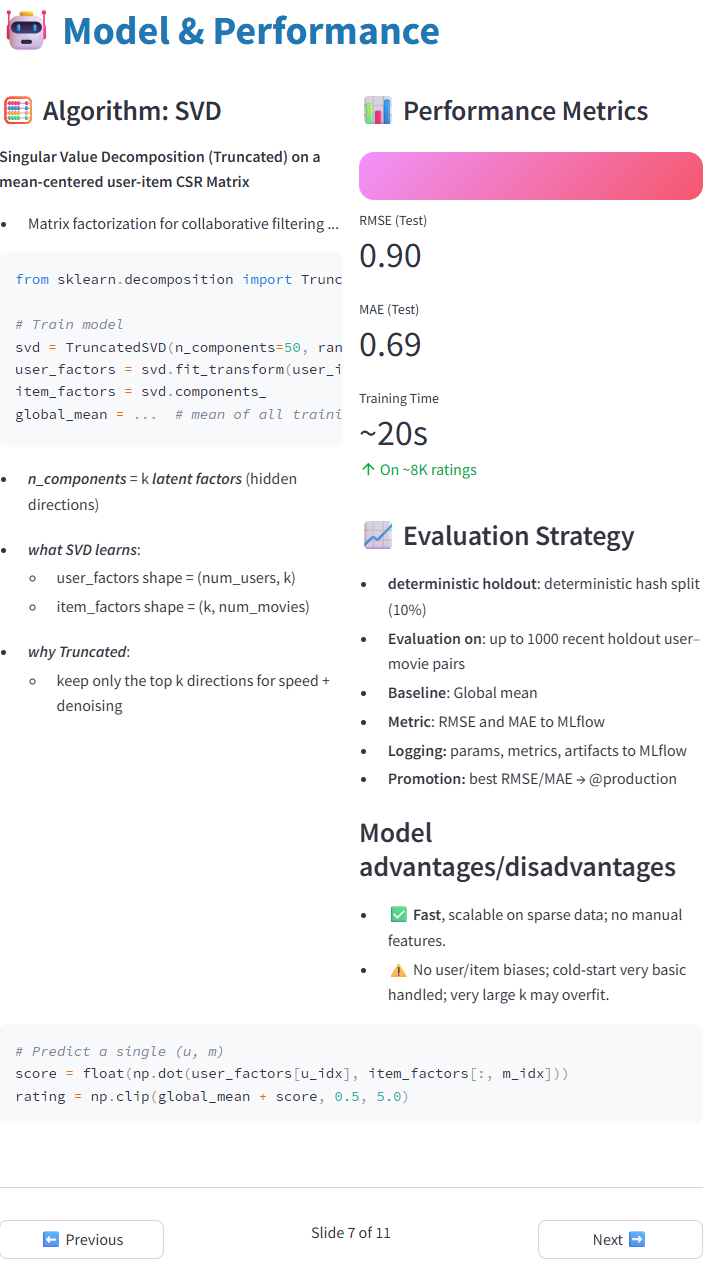 Model & Performance
Algorithm: SVD
Singular Value Decomposition (Truncated) on a
mean-centered user-item CSR Matrix
• Matrix factorization for collaborative filtering ...
from sklearn.decomposition import Trunc
# Train model
svd = TruncatedSVD(n_components=50, ran
user_factors = svd.fit_transform(user_i
item_factors = svd.components_
global_mean = ...  # mean of all traini
• n_components = k latent factors (hidden
directions)
• what SVD learns:
◦ user_factors shape = (num_users, k)
◦ item_factors shape = (k, num_movies)
• why Truncated:
◦ keep only the top k directions for speed +
denoising
Performance Metrics
RMSE (Test)
0.90
MAE (Test)
0.69
Training Time
~20s
↑ On ~8K ratings
Evaluation Strategy
• deterministic holdout: deterministic hash split
(10%)
• Evaluation on: up to 1000 recent holdout user–
movie pairs
• Baseline: Global mean
• Metric: RMSE and MAE to MLflow
• Logging: params, metrics, artifacts to MLflow
• Promotion: best RMSE/MAE → @production
Model
advantages/disadvantages
• ✅ Fast, scalable on sparse data; no manual
features.
• ⚠️ No user/item biases; cold-start very basic
handled; very large k may overfit.
# Predict a single (u, m)
score = float(np.dot(user_factors[u_idx], item_factors[:, m_idx]))
rating = np.clip(global_mean + score, 0.5, 5.0)
⬅️ Previous
Slide 7 of 11
Next ➡️